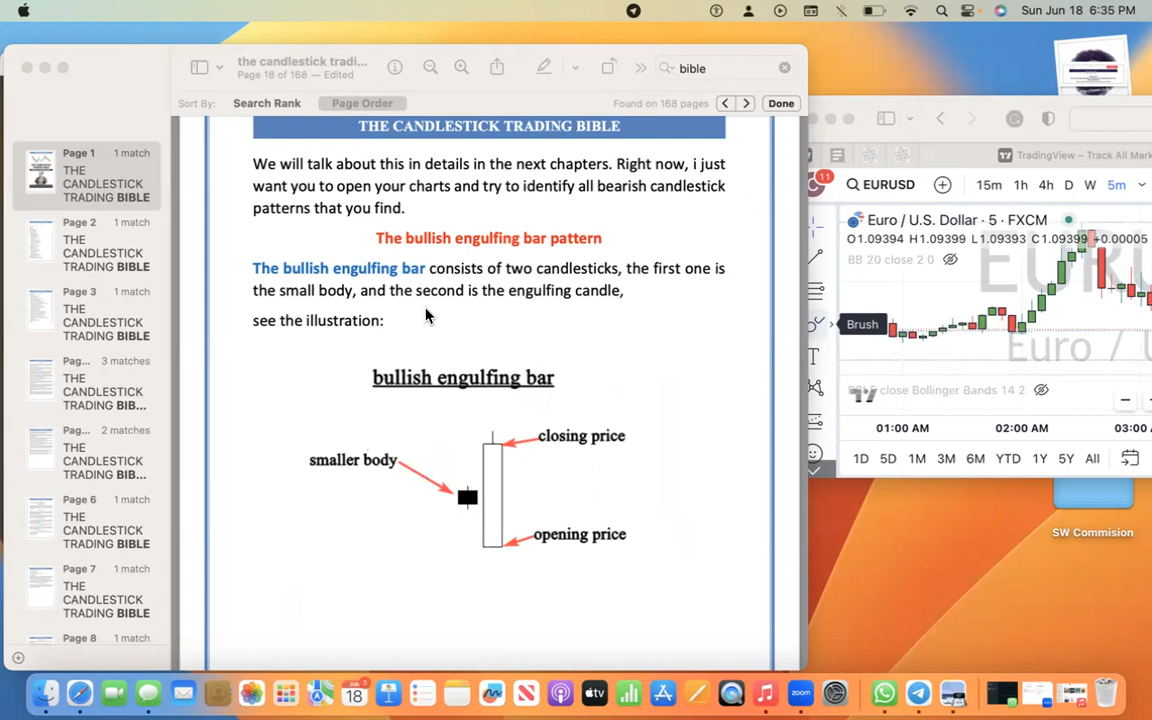 Sun Jun 18 6:35 PM
the candlestick tradi...
Page 18 of 168 — Edited
bible
Sort By:
Search Rank
Page Order
Found on 168 pages
Done
Page 1
1 match
THE
CANDLESTICK
TRADING BIBLE
Page 2
1 match
THE
CANDLESTICK
TRADING BIBLE
Page 3
1 match
THE
CANDLESTICK
TRADING BIBLE
Pag...
3 matches
THE
CANDLESTICK
TRADING BIB...
Pag...
2 matches
THE
CANDLESTICK
TRADING BIB...
Page 6
1 match
THE
CANDLESTICK
TRADING BIBLE
Page 7
1 match
THE
CANDLESTICK
TRADING BIBLE
Page 8
1 match
THE CANDLESTICK TRADING BIBLE
We will talk about this in details in the next chapters. Right now, i just
want you to open your charts and try to identify all bearish candlestick
patterns that you find.
The bullish engulfing bar pattern
The bullish engulfing bar consists of two candlesticks, the first one is
the small body, and the second is the engulfing candle,
see the illustration:
bullish engulfing bar
closing price
smaller body
opening price
TradingView — Track All Mark
11
EURUSD
15m
1h
4h
D
W
5m
Euro / U.S. Dollar · 5 · FXCM
O1.09394 H1.09399 L1.09393 C1.09399 +0.00005
BB 20 close 2 0
EURU
Euro / U
Brush
close Bollinger Bands 14 2
01:00 AM
02:00 AM
03:00
1D
5D
1M
3M
6M
YTD
1Y
5Y
All
SW Commision
JUN
18
zoom
tv